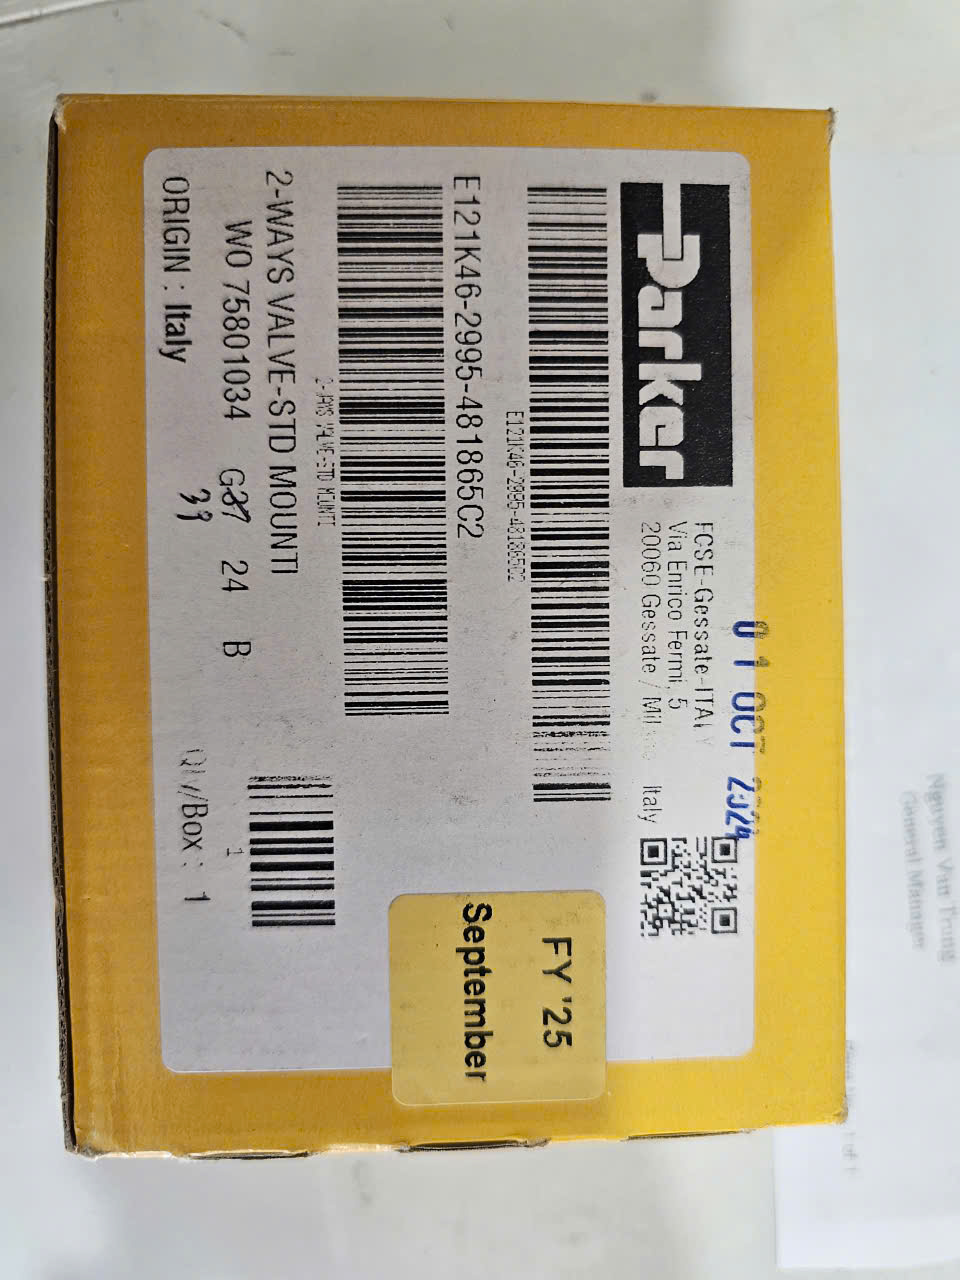 Parker
FCSE-Gessate-ITALY
Via Enrico Fermi, 5
20060 Gessate / Italy
01 OCT 2024
E121K46-2995-481865C2
E121K46-2995-481865C2
2-WAYS VALVE-STD MOUNTI
2-WAYS VALVE-STD MOUNTI
WO 75801034 G37 24 B
39
1
ORIGIN : Italy
Qty/Box : 1
FY '25
September
Nguyen Van Trung
General Manager